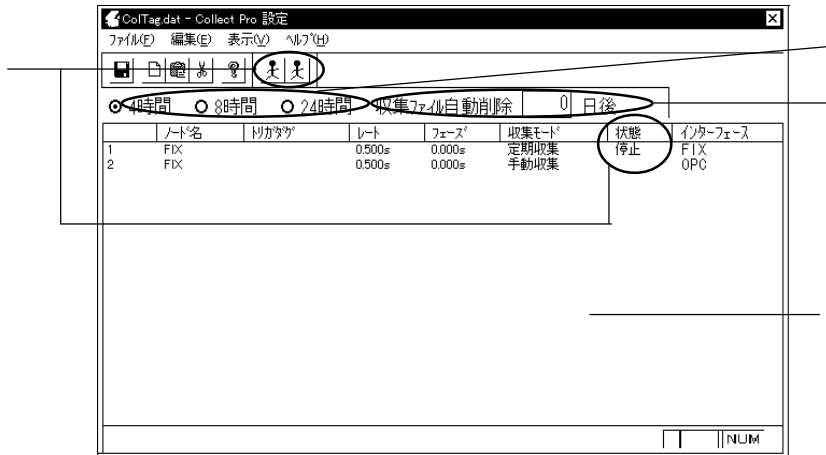 ColTag.dat - Collect Pro 設定
ファイル(F) 編集(E) 表示(V) ヘルプ(H)
4時間 8時間 24時間 収集ファイル自動削除 0 日後
ノード名 トリガタグ レート フェーズ 収集モード 状態 インターフェース
1 FIX 0.500s 0.000s 定期収集 停止 FIX
2 FIX 0.500s 0.000s 手動収集 OPC
NUM